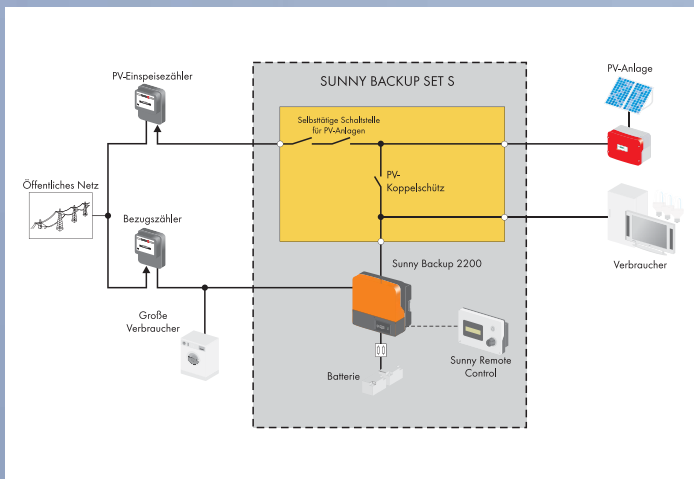 PV-Einspeisezähler
SUNNY BACKUP SET S
PV-Anlage
Selbsttätige Schaltstelle
für PV-Anlagen
PV-
Koppelschütz
Öffentliches Netz
Bezugszähler
Sunny Backup 2200
Verbraucher
Große
Verbraucher
Batterie
Sunny Remote
Control